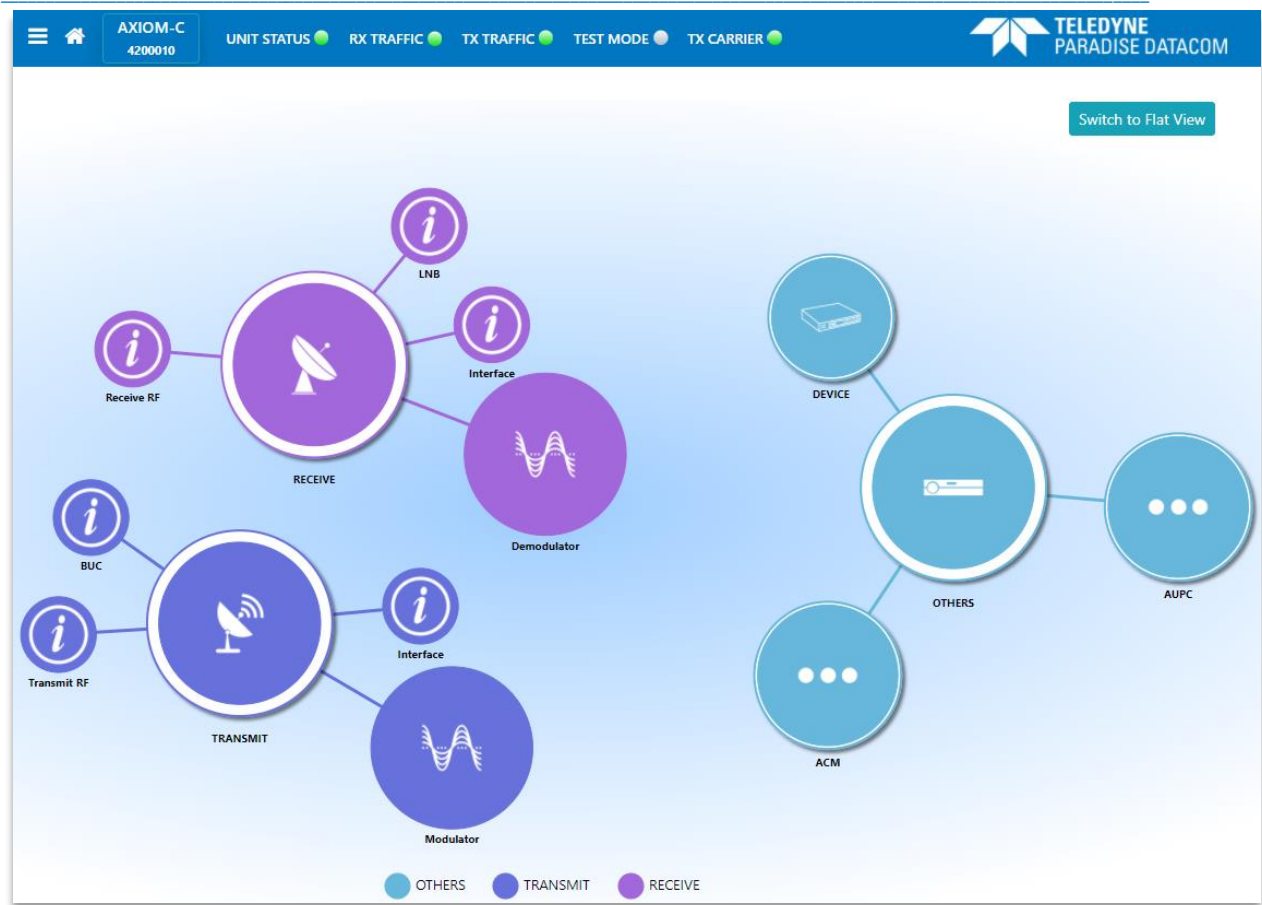 AXIOM-C
4200010
UNIT STATUS
RX TRAFFIC
TX TRAFFIC
TEST MODE
TX CARRIER
TELEDYNE
PARADISE DATACOM
Switch to Flat View
LNB
Interface
Receive RF
DEVICE
RECEIVE
Demodulator
BUC
OTHERS
AUPC
Interface
Transmit RF
TRANSMIT
ACM
Modulator
OTHERS
TRANSMIT
RECEIVE